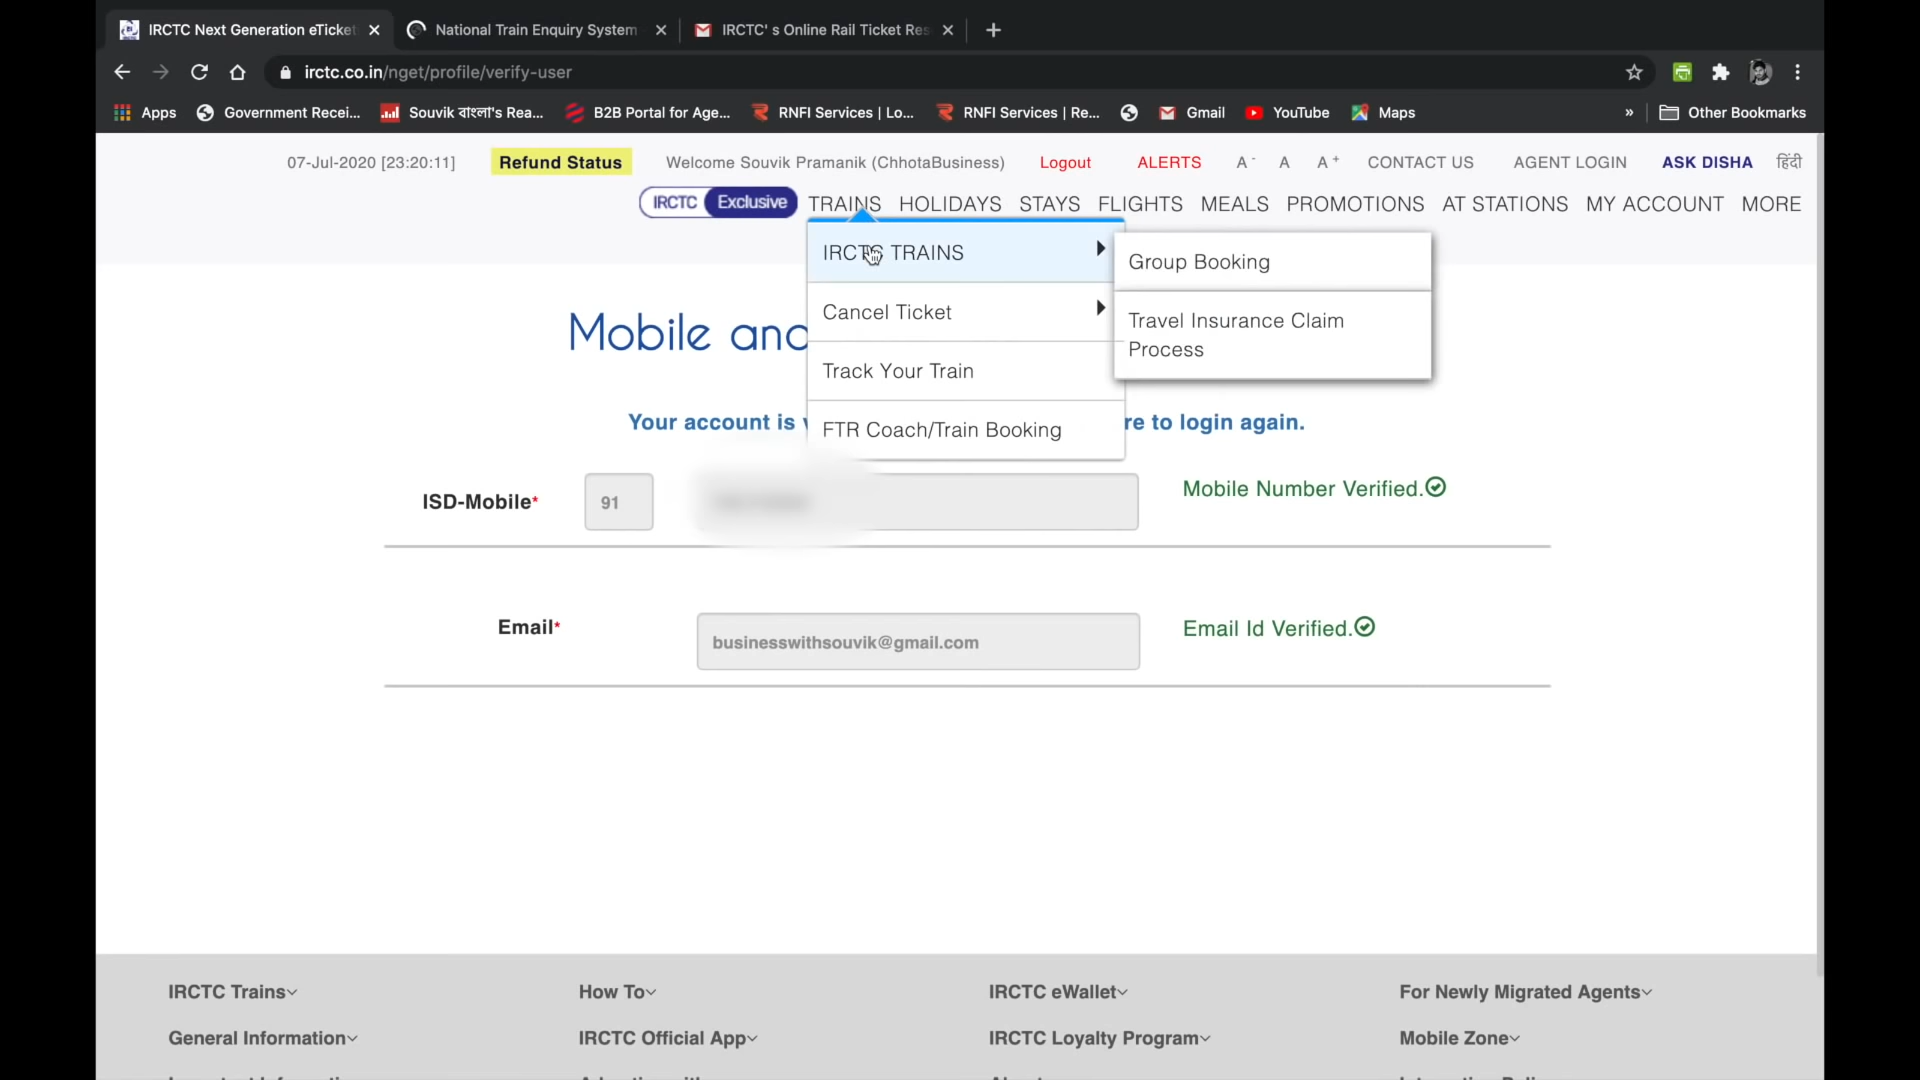 IRCTC Next Generation eTicket
National Train Enquiry System
IRCTC' s Online Rail Ticket Res
irctc.co.in/nget/profile/verify-user
Apps
Government Recei...
Souvik বাংলা's Rea...
B2B Portal for Age...
RNFI Services | Lo...
RNFI Services | Re...
Gmail
YouTube
Maps
»
Other Bookmarks
07-Jul-2020 [23:20:11]
Refund Status
Welcome Souvik Pramanik (ChhotaBusiness)
Logout
ALERTS
A -
A
A +
CONTACT US
AGENT LOGIN
ASK DISHA
हिंदी
IRCTC Exclusive
TRAINS
HOLIDAYS
STAYS
FLIGHTS
MEALS
PROMOTIONS
AT STATIONS
MY ACCOUNT
MORE
IRCTC TRAINS
Group Booking
Cancel Ticket
Travel Insurance Claim
Process
Mobile and
Track Your Train
Your account is
re to login again.
FTR Coach/Train Booking
ISD-Mobile*
91
Mobile Number Verified.
Email*
businesswithsouvik@gmail.com
Email Id Verified.
IRCTC Trains
How To
IRCTC eWallet
For Newly Migrated Agents
General Information
IRCTC Official App
IRCTC Loyalty Program
Mobile Zone